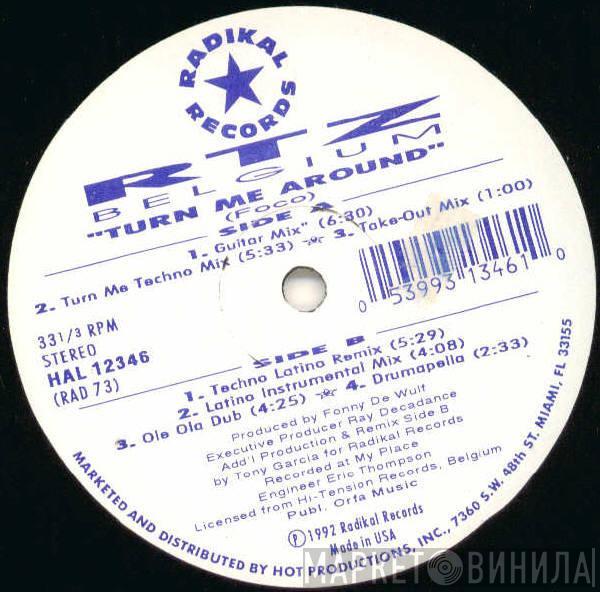 RADIKAL
RECORDS
RTZ
BELGIUM
"TURN ME AROUND"
(Foco)
SIDE A
1. Guitar Mix" (6:30)
2. Turn Me Techno Mix (5:33) 3. Take-Out Mix (1:00)
0 53993 13461 0
33 1/3 RPM
STEREO
HAL 12346
(RAD 73)
SIDE B
1. Techno Latino Remix (5:29)
2. Latino Instrumental Mix (4:08)
3. Ole Ola Dub (4:25) 4. Drumapella (2:33)
Produced by Fonny De Wulf
Executive Producer Ray Decadance
Add'l Production & Remix Side B
by Tony Garcia for Radikal Records
Recorded at My Place
Engineer Eric Thompson
Licensed from Hi-Tension Records, Belgium
Publ. Orfa Music
℗ 1992 Radikal Records
Made in USA
MARKETED AND DISTRIBUTED BY HOT PRODUCTIONS, INC., 7360 S.W. 48th ST. MIAMI, FL 33155
МАРКЕТ ВИНИЛА